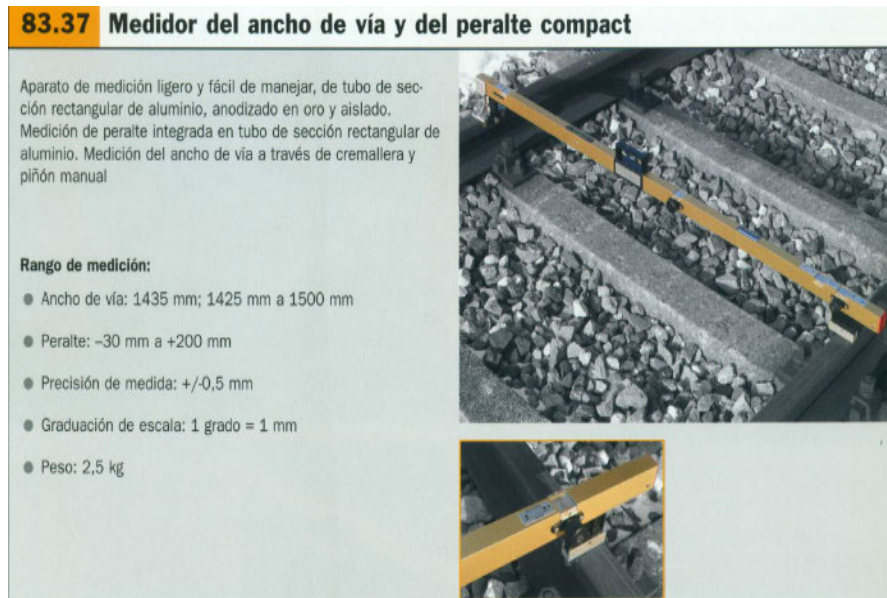 83.37 Medidor del ancho de vía y del peralte compact
Aparato de medición ligero y fácil de manejar, de tubo de sec-
ción rectangular de aluminio, anodizado en oro y aislado.
Medición de peralte integrada en tubo de sección rectangular de
aluminio. Medición del ancho de vía a través de cremallera y
piñón manual
Rango de medición:
● Ancho de vía: 1435 mm; 1425 mm a 1500 mm
● Peralte: –30 mm a +200 mm
● Precisión de medida: +/-0,5 mm
● Graduación de escala: 1 grado = 1 mm
● Peso: 2,5 kg